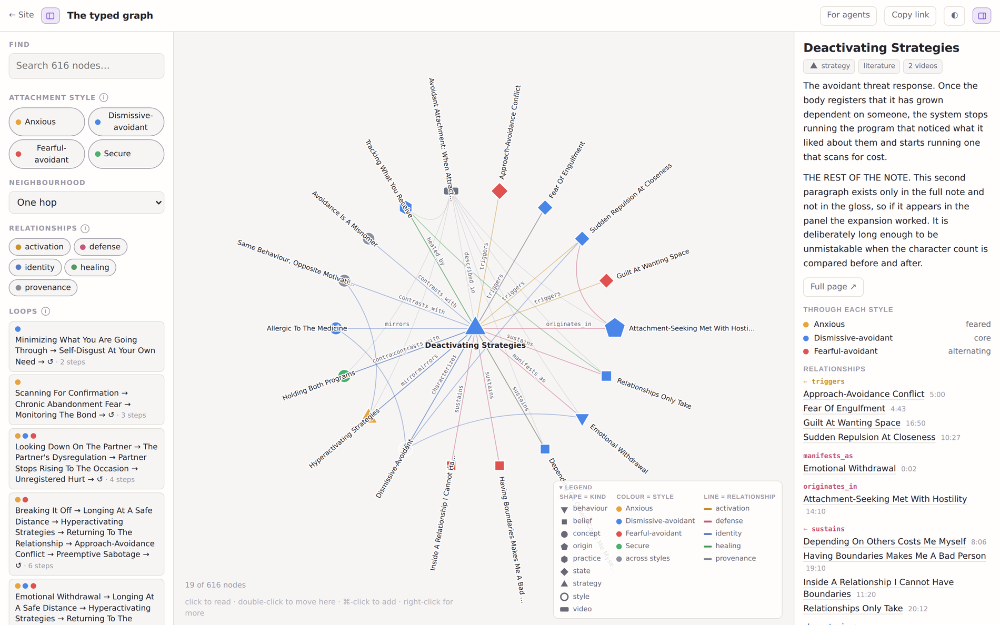 ← Site
The typed graph
For agents
Copy link
FIND
Search 616 nodes...
ATTACHMENT STYLE i
Anxious
Dismissive-
avoidant
Fearful-
avoidant
Secure
NEIGHBOURHOOD
One hop
RELATIONSHIPS i
activation
defense
identity
healing
provenance
LOOPS i
Minimizing What You Are Going
Through → Self-Disgust At Your Own
Need → ↺ · 2 steps
Scanning For Confirmation →
Chronic Abandonment Fear →
Monitoring The Bond → ↺ · 3 steps
Looking Down On The Partner → The
Partner's Dysregulation → Partner
Stops Rising To The Occasion →
Unregistered Hurt → ↺ · 4 steps
Breaking It Off → Longing At A Safe
Distance → Hyperactivating
Strategies → Returning To The
Relationship → Approach-Avoidance
Conflict → Preemptive Sabotage →
↺ · 6 steps
Emotional Withdrawal → Longing At
A Safe Distance → Hyperactivating
Strategies → Returning To The
Avoidant Attachment: When Attract...
Approach-Avoidance Conflict
Tracking What You Receive
Fear Of Engulfment
Avoidance Is A Misnomer
Sudden Repulsion At Closeness
Same Behaviour, Opposite Motivati...
Guilt At Wanting Space
Allergic To The Medicine
Attachment-Seeking Met With Hosti...
Deactivating Strategies
Holding Both Programs
Relationships Only Take
Hyperactivating Strategies
Emotional Withdrawal
Dismissive-Avoidant
Inside A Relationship I Cannot Ha...
Having Boundaries Makes Me A Bad ...
Depending On Others Costs Me Myse...
healed_by
described_in
triggers
triggers
triggers
triggers
contrasts_with
contrasts_with
mirrors
originates_in
contrasts_with
sustains
mirrors
mirrors
characterizes
manifests_as
sustains
sustains
sustains
19 of 616 nodes
click to read · double-click to move here · ⌘-click to add · right-click for
more
▾ LEGEND
SHAPE = KIND
behaviour
belief
concept
origin
practice
state
strategy
style
video
COLOUR = STYLE
Anxious
Dismissive-avoidant
Fearful-avoidant
Secure
across styles
LINE = RELATIONSHIP
activation
defense
identity
healing
provenance
Deactivating Strategies
strategy
literature
2 videos
The avoidant threat response. Once the
body registers that it has grown
dependent on someone, the system stops
running the program that noticed what it
liked about them and starts running one
that scans for cost.
THE REST OF THE NOTE. This second
paragraph exists only in the full note and
not in the gloss, so if it appears in the
panel the expansion worked. It is
deliberately long enough to be
unmistakable when the character count is
compared before and after.
Full page ↗
THROUGH EACH STYLE
Anxious feared
Dismissive-avoidant core
Fearful-avoidant alternating
RELATIONSHIPS
← triggers
Approach-Avoidance Conflict 5:00
Fear Of Engulfment 4:43
Guilt At Wanting Space 16:50
Sudden Repulsion At Closeness 10:27
manifests_as
Emotional Withdrawal 0:02
originates_in
Attachment-Seeking Met With Hostility
14:10
← sustains
Depending On Others Costs Me Myself 8:06
Having Boundaries Makes Me A Bad Person
19:10
Inside A Relationship I Cannot Have
Boundaries 11:20
Relationships Only Take 20:12